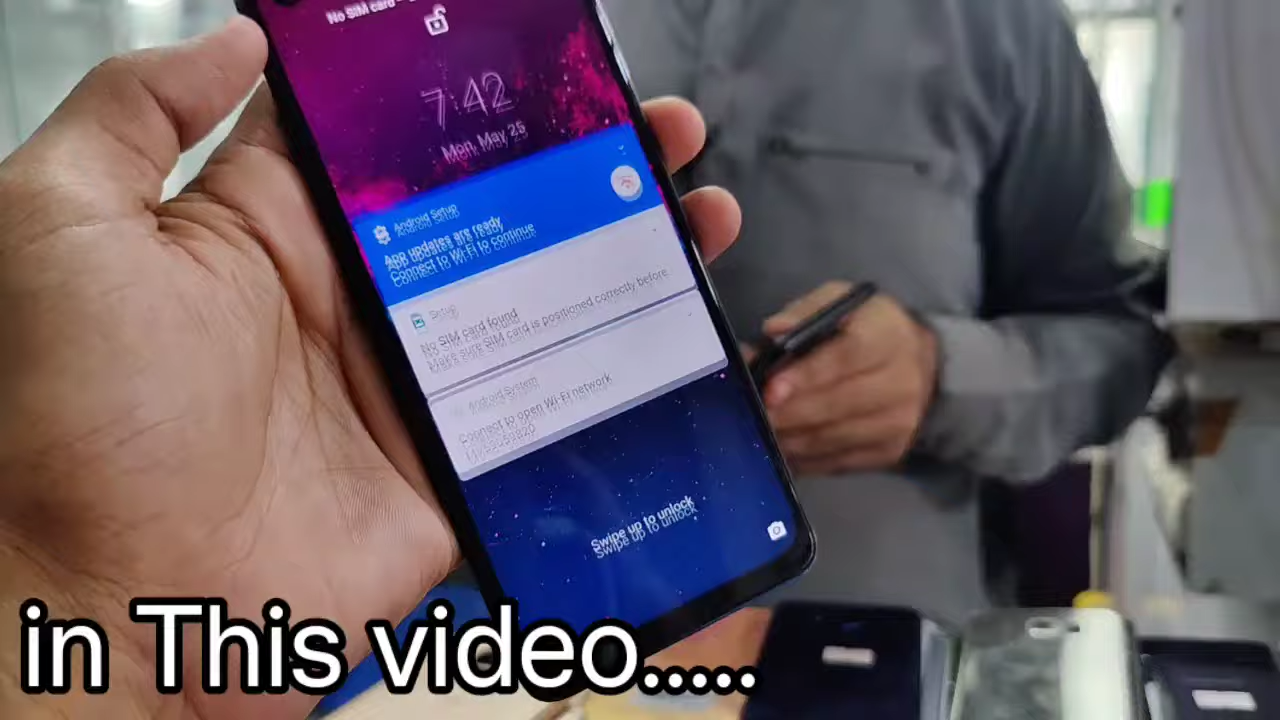 No SIM card
7:42
Mon, May 25
Android Setup
App updates are ready
Connect to Wi-Fi to continue
Setup
No SIM card found
Make sure SIM card is positioned correctly before
Android System
Connect to open Wi-Fi network
Swipe up to unlock
in This video.....